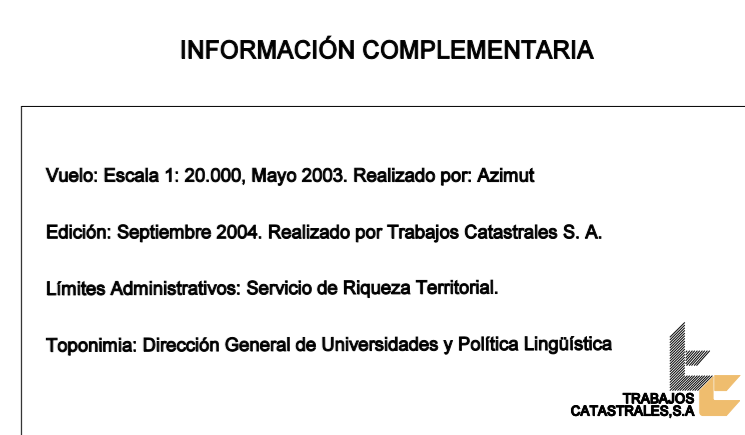 INFORMACIÓN COMPLEMENTARIA
Vuelo: Escala 1: 20.000, Mayo 2003. Realizado por: Azimut
Edición: Septiembre 2004. Realizado por Trabajos Catastrales S. A.
Límites Administrativos: Servicio de Riqueza Territorial.
Toponimia: Dirección General de Universidades y Política Lingüística
TRABAJOS
CATASTRALES,S.A